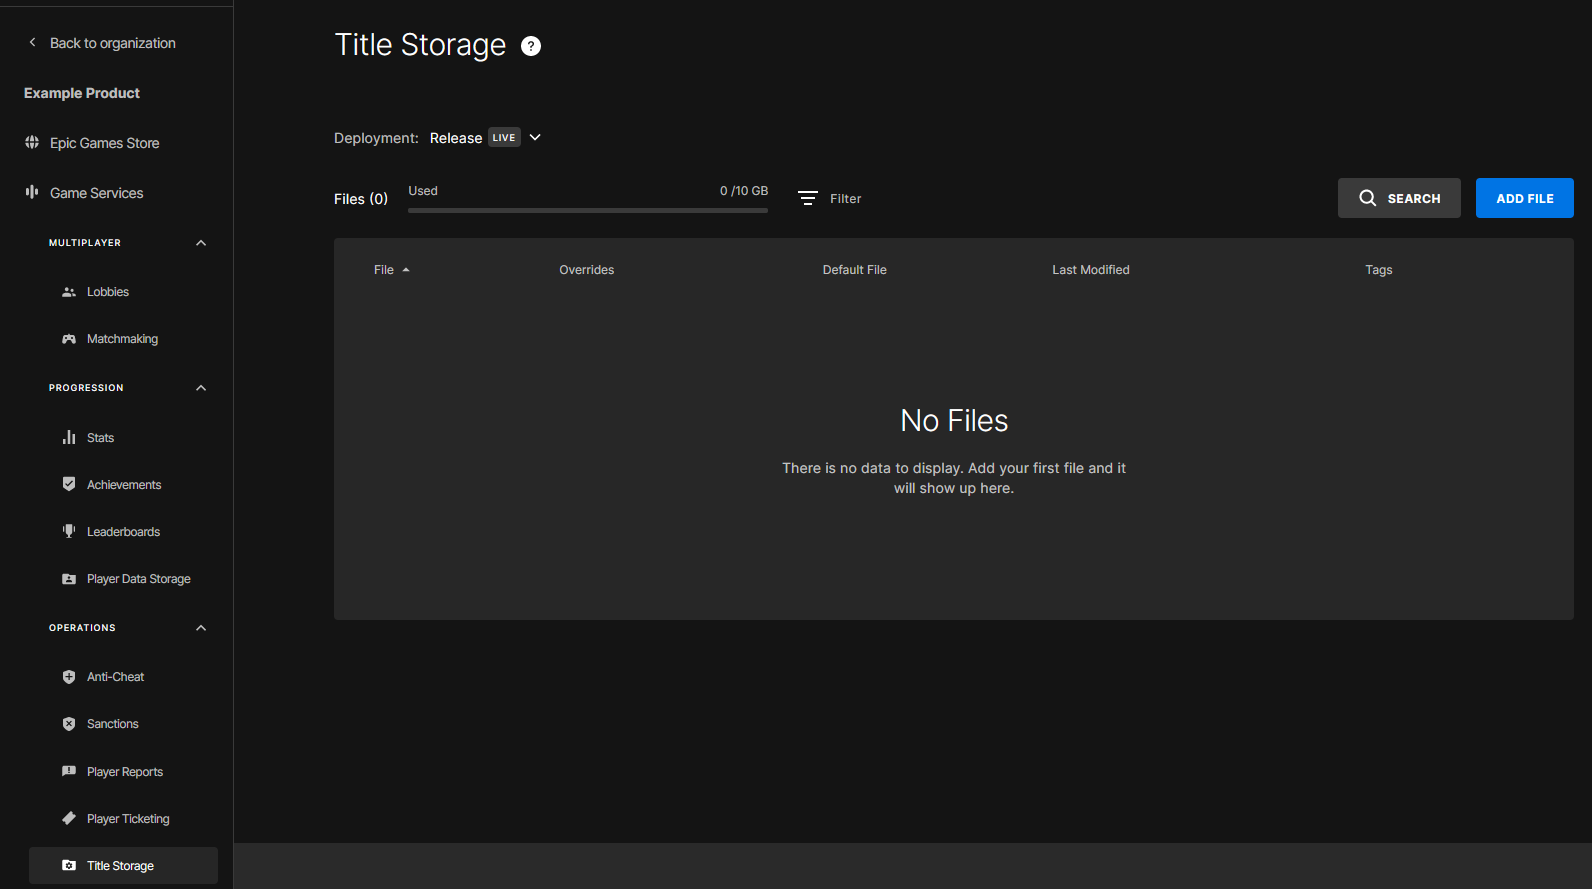 Back to organization
Example Product
Epic Games Store
Game Services
MULTIPLAYER
Lobbies
Matchmaking
PROGRESSION
Stats
Achievements
Leaderboards
Player Data Storage
OPERATIONS
Anti-Cheat
Sanctions
Player Reports
Player Ticketing
Title Storage
Title Storage ?
Deployment: Release LIVE
Files (0) Used 0 /10 GB Filter SEARCH ADD FILE
File Overrides Default File Last Modified Tags
No Files
There is no data to display. Add your first file and it
will show up here.